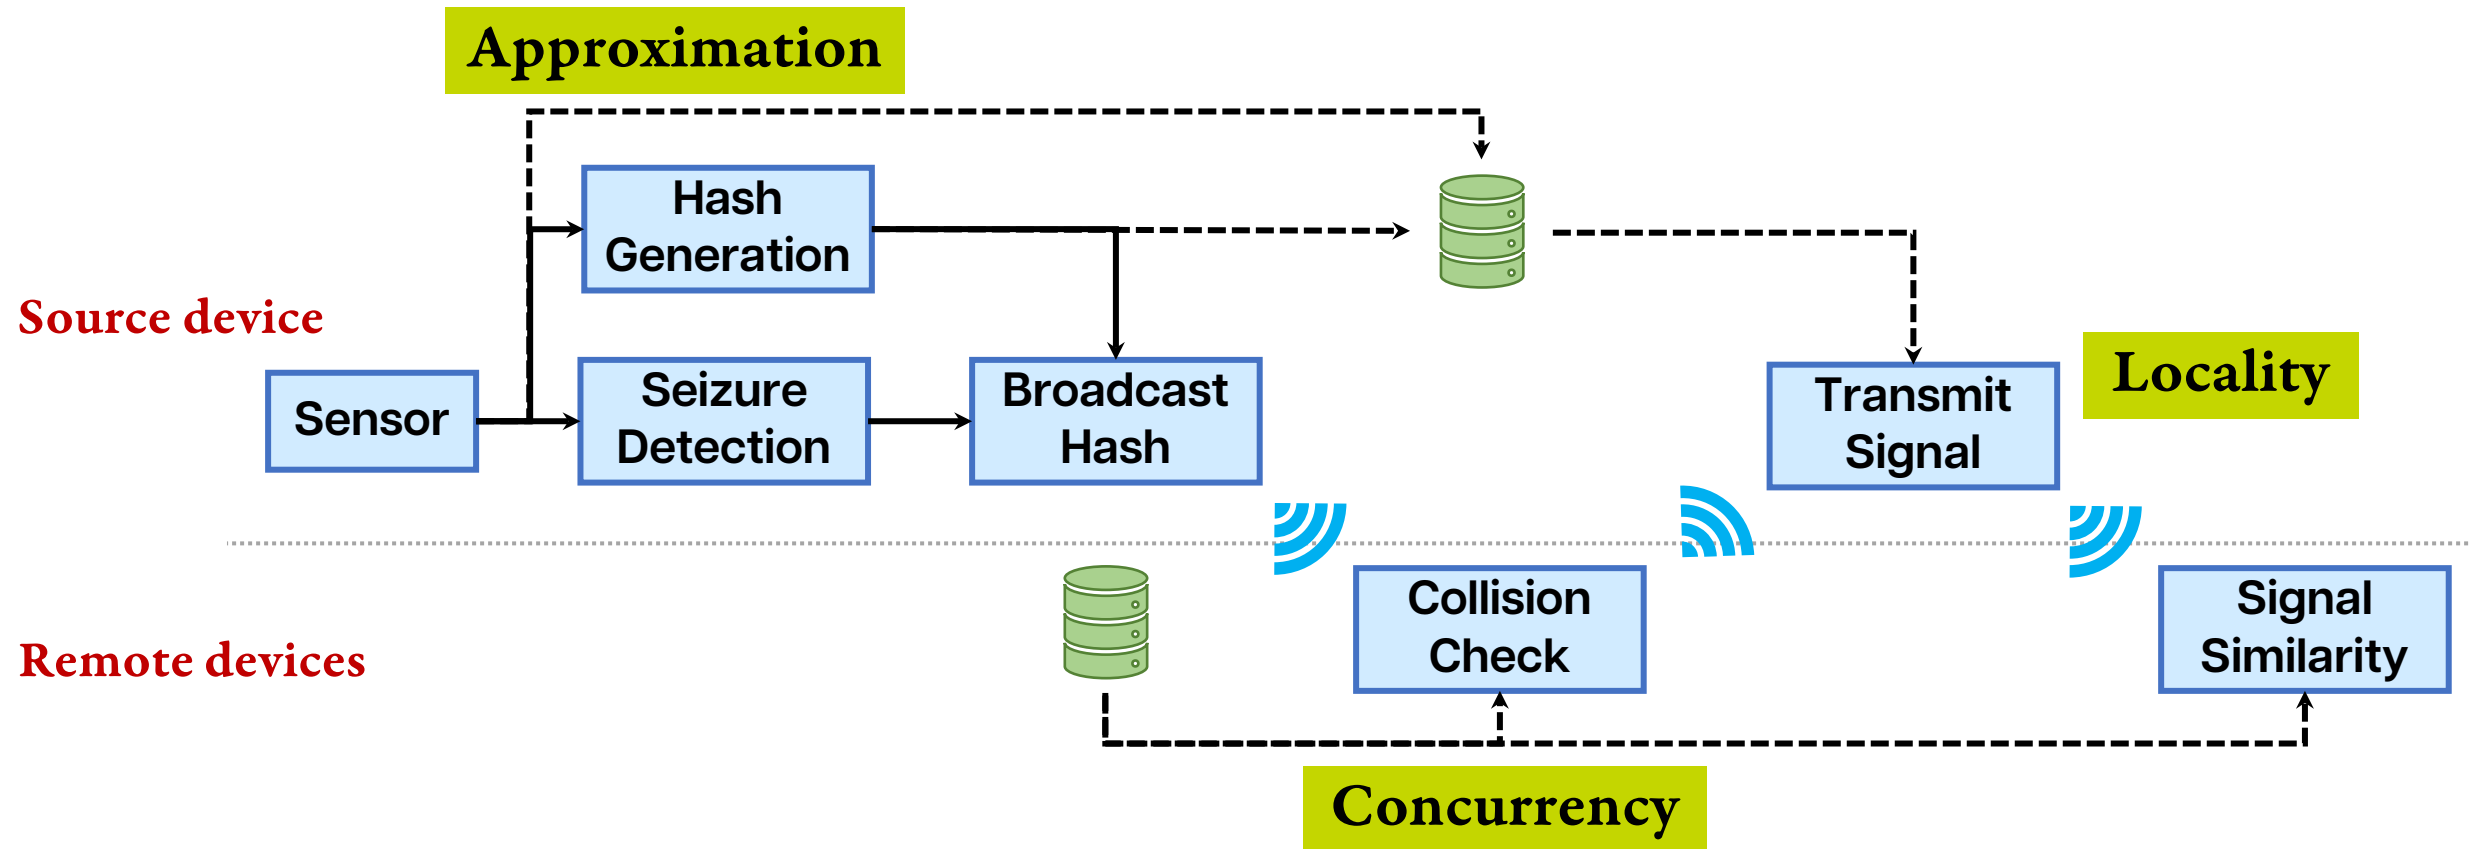 Approximation
Hash
Generation
Source device
Sensor
Seizure
Detection
Broadcast
Hash
Transmit
Signal
Locality
Remote devices
Collision
Check
Signal
Similarity
Concurrency